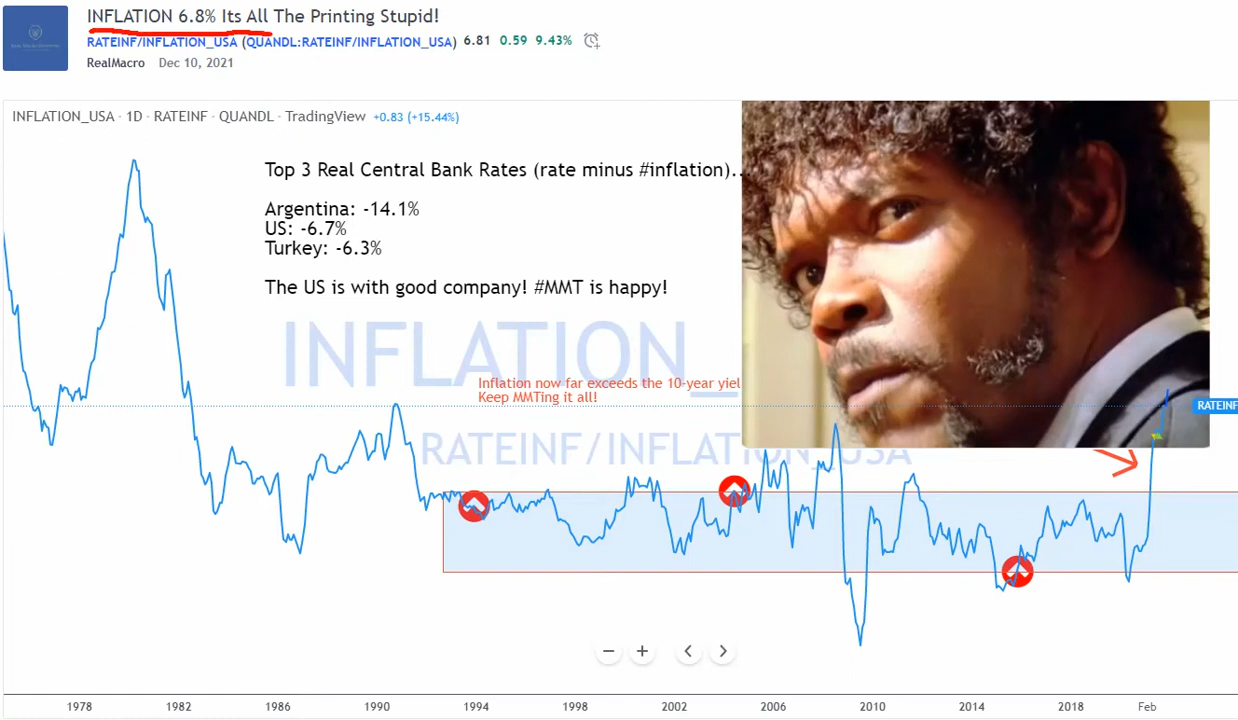 INFLATION 6.8% Its All The Printing Stupid!
RATEINF/INFLATION_USA (QUANDL:RATEINF/INFLATION_USA) 6.81 0.59 9.43%
RealMacro Dec 10, 2021
INFLATION_USA · 1D · RATEINF · QUANDL · TradingView +0.83 (+15.44%)
Top 3 Real Central Bank Rates (rate minus #inflation)..
Argentina: -14.1%
US: -6.7%
Turkey: -6.3%
The US is with good company! #MMT is happy!
INFLATION_
Inflation now far exceeds the 10-year yiel
Keep MMTing it all!
RATEINF
RATEINF/INFLATION_USA
1978 1982 1986 1990 1994 1998 2002 2006 2010 2014 2018 Feb